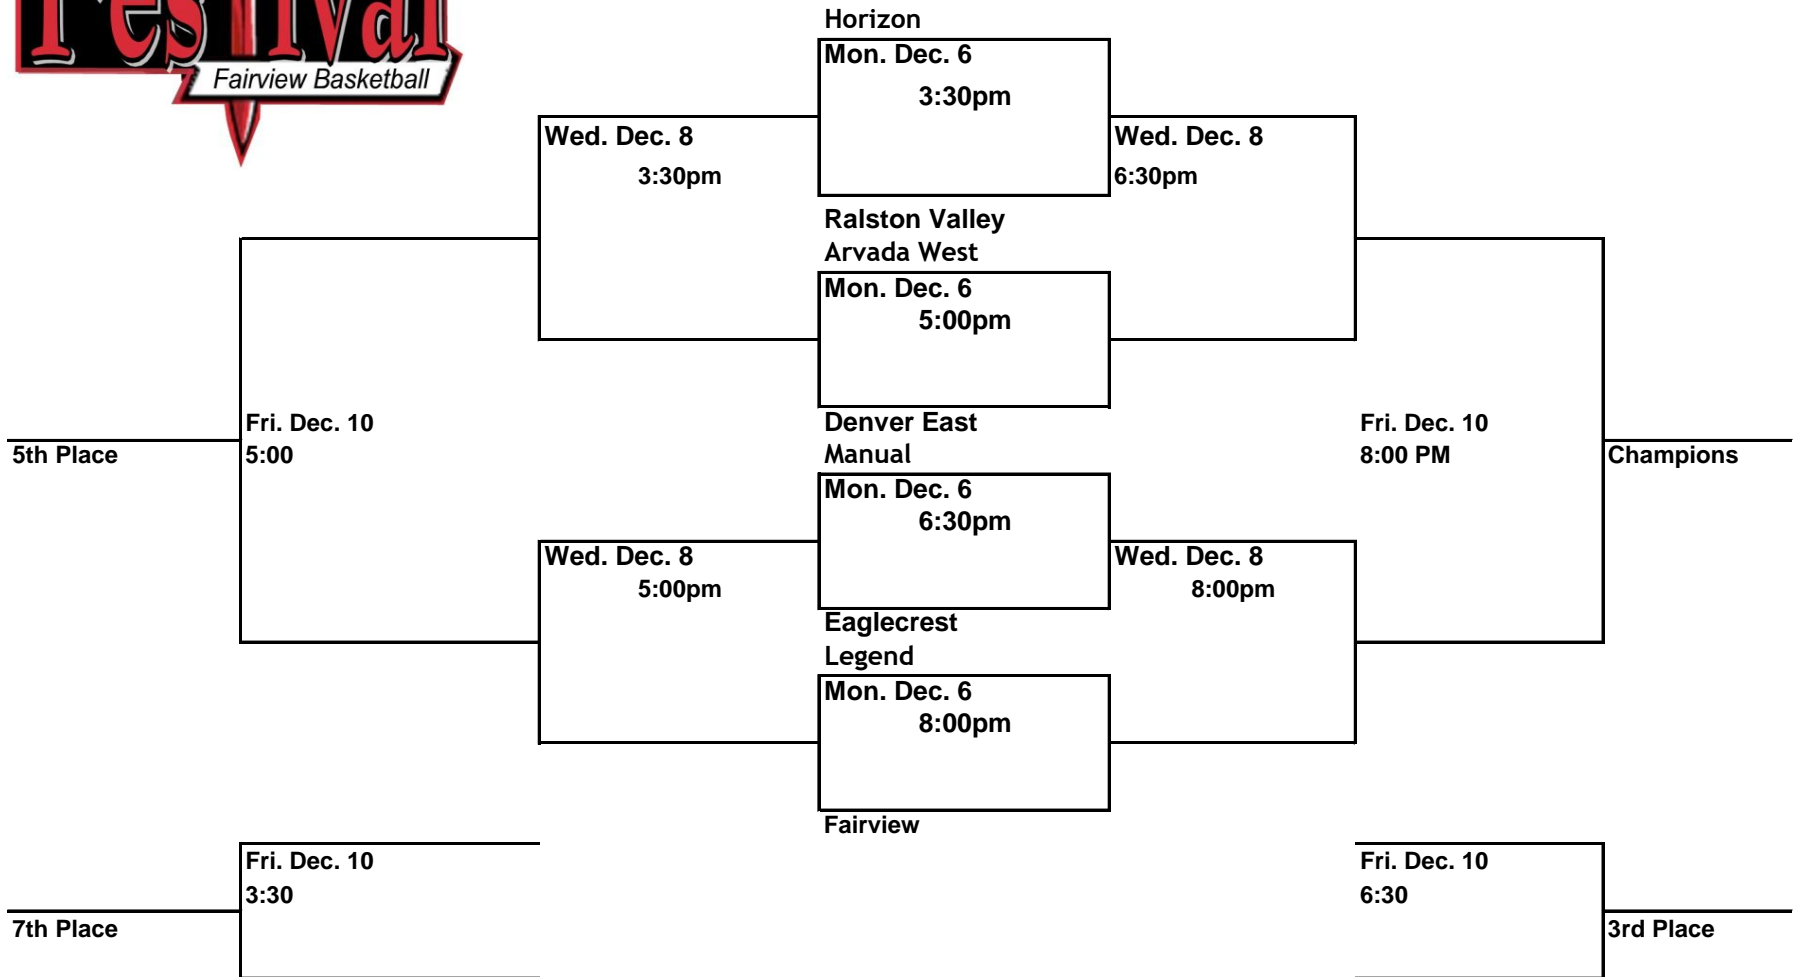 Festival
Fairview Basketball
Horizon
Mon. Dec. 6
3:30pm
Wed. Dec. 8
3:30pm
Wed. Dec. 8
6:30pm
Ralston Valley
Arvada West
Mon. Dec. 6
5:00pm
Fri. Dec. 10
5:00
5th Place
Denver East
Manual
Fri. Dec. 10
8:00 PM
Champions
Mon. Dec. 6
6:30pm
Wed. Dec. 8
5:00pm
Wed. Dec. 8
8:00pm
Eaglecrest
Legend
Mon. Dec. 6
8:00pm
Fairview
Fri. Dec. 10
3:30
7th Place
Fri. Dec. 10
6:30
3rd Place